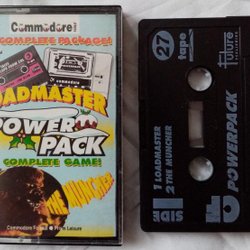 Commodore
COMPLETE PACKAGE!
LOADMASTER
POWER
PACK
COMPLETE GAME!
THE MUNCHER
27
tape
future
1 LOADMASTER
2 THE MUNCHER
POWERPACK